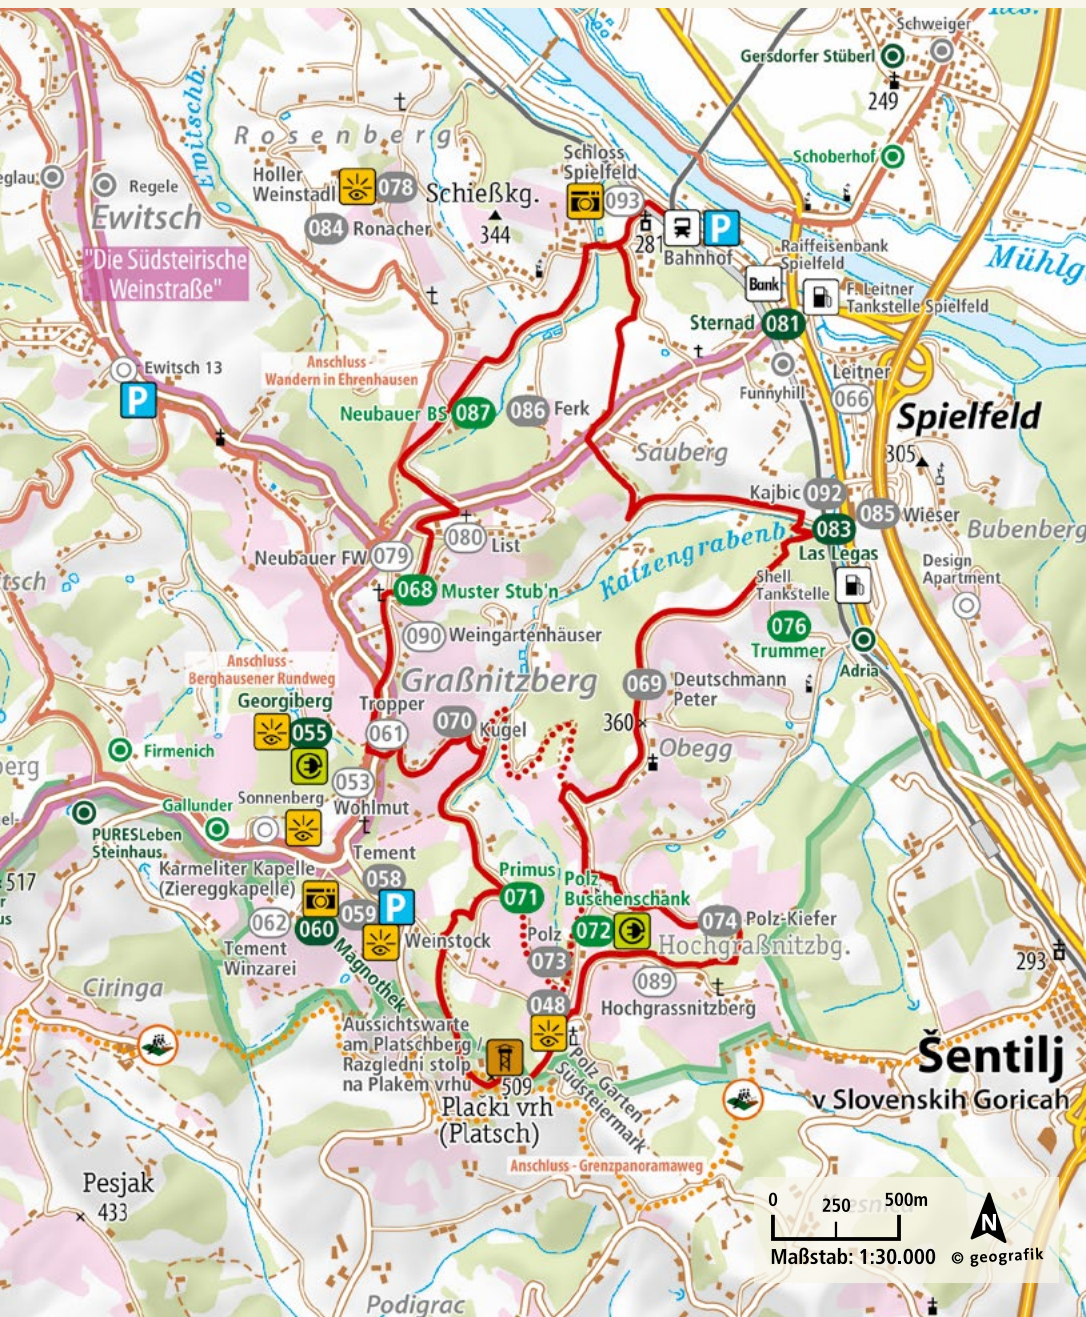 Schweiger
Gersdorfer Stüberl
249
Emitschb.
Rosenberg
Schloss
Spielfeld
093
Schoberhof
Holler
Weinstadl
078
Schießkg.
344
Regele
Ewitsch
084 Ronacher
281
Bahnhof
P
"Die Südsteirische
Weinstraße"
Raiffeisenbank
Spielfeld
Bank
F. Leitner
Tankstelle Spielfeld
Sternad 081
Anschluss -
Wandern in Ehrenhausen
Ewitsch 13
P
Funnyhill
Leitner
066
Neubauer BS 087
086 Ferk
Spielfeld
305
Sauberg
Kajbic 092
085 Wieser
Bubenberg
083
Las Legas
Katzengrabenb.
080 List
Neubauer FW 079
Design
Apartment
Shell
Tankstelle
068 Muster Stub'n
076
Trummer
090 Weingartenhäuser
Adria
Anschluss -
Berghausener Rundweg
Graßnitzberg
069 Deutschmann
Peter
Georgiberg
055
Tropper
061
070
Kugel
360
Obegg
Firmenich
053
Wohlmut
Gallunder
Sonnenberg
PURESLeben
Steinhaus
Karmeliter Kapelle
(Ziereggkapelle)
Tement
058
517
Primus
071
Polz
Buschenschank
072
074 Polz-Kiefer
Hochgraßnitzbg.
059 P
060
062
Tement
Winzarei
Magnothek
Weinstock
Polz
073
089
Hochgrassnitzberg
293
048
Ciringa
Aussichtswarte
am Platschberg /
Razgledni stolp
na Plakem vrhu
509
Plački vrh
(Platsch)
Polz Garten
Südsteiermark
Šentilj
v Slovenskih Goricah
Anschluss - Grenzpanoramaweg
Pesjak
433
0 250 500m
N
Maßstab: 1:30.000 © geografik
Podigrac